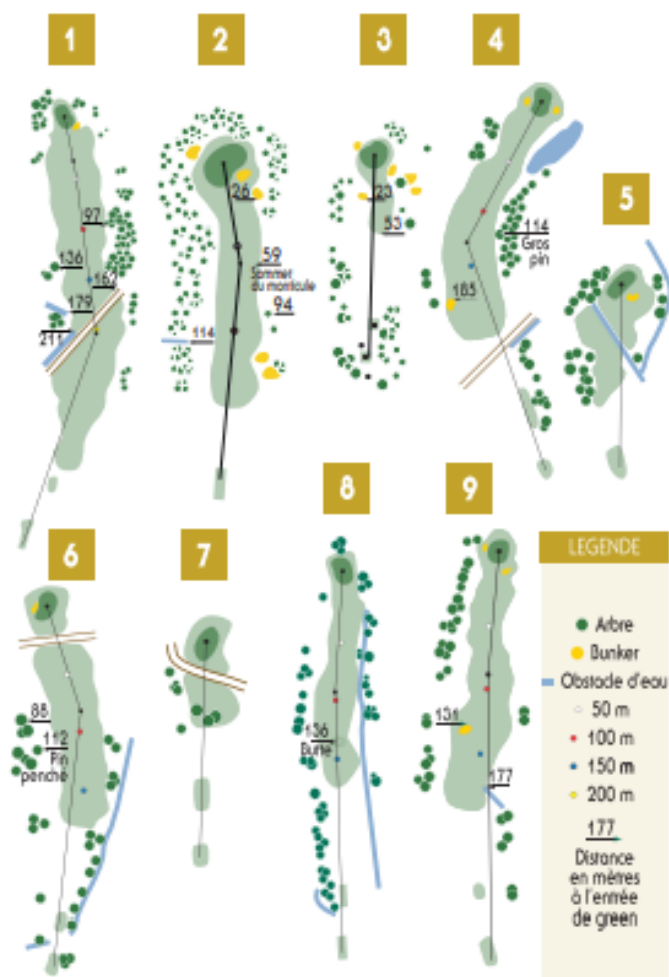 1
97
136
162
179
211
2
26
59
Sommet
du monticule
94
114
3
23
53
4
114
Gros
pin
185
5
6
88
112
Pin
penché
7
8
136
Butte
9
131
177
LEGENDE
Arbre
Bunker
Obstacle d'eau
50 m
100 m
150 m
200 m
177
Distance
en mètres
à l'entrée
de green